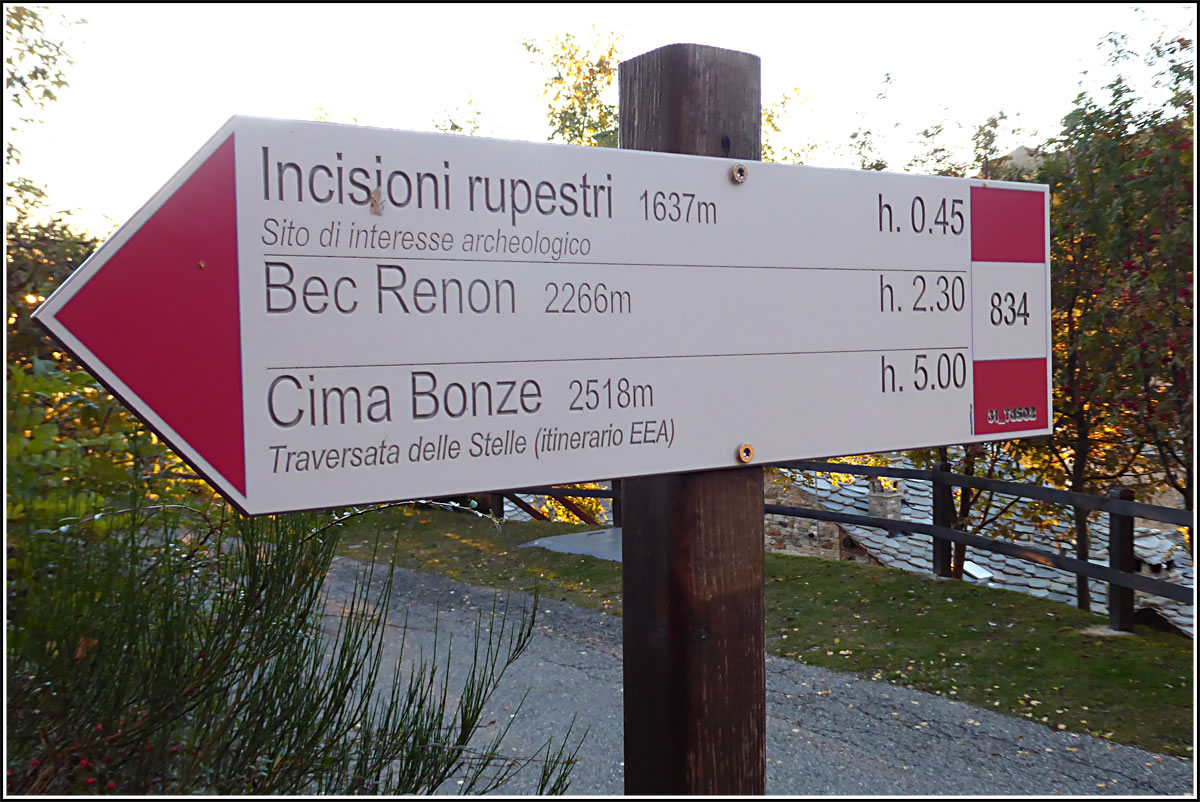 Incisioni rupestri 1637m h. 0.45
Sito di interesse archeologico
Bec Renon 2266m h. 2.30
834
Cima Bonze 2518m h. 5.00
Traversata delle Stelle (itinerario EEA)